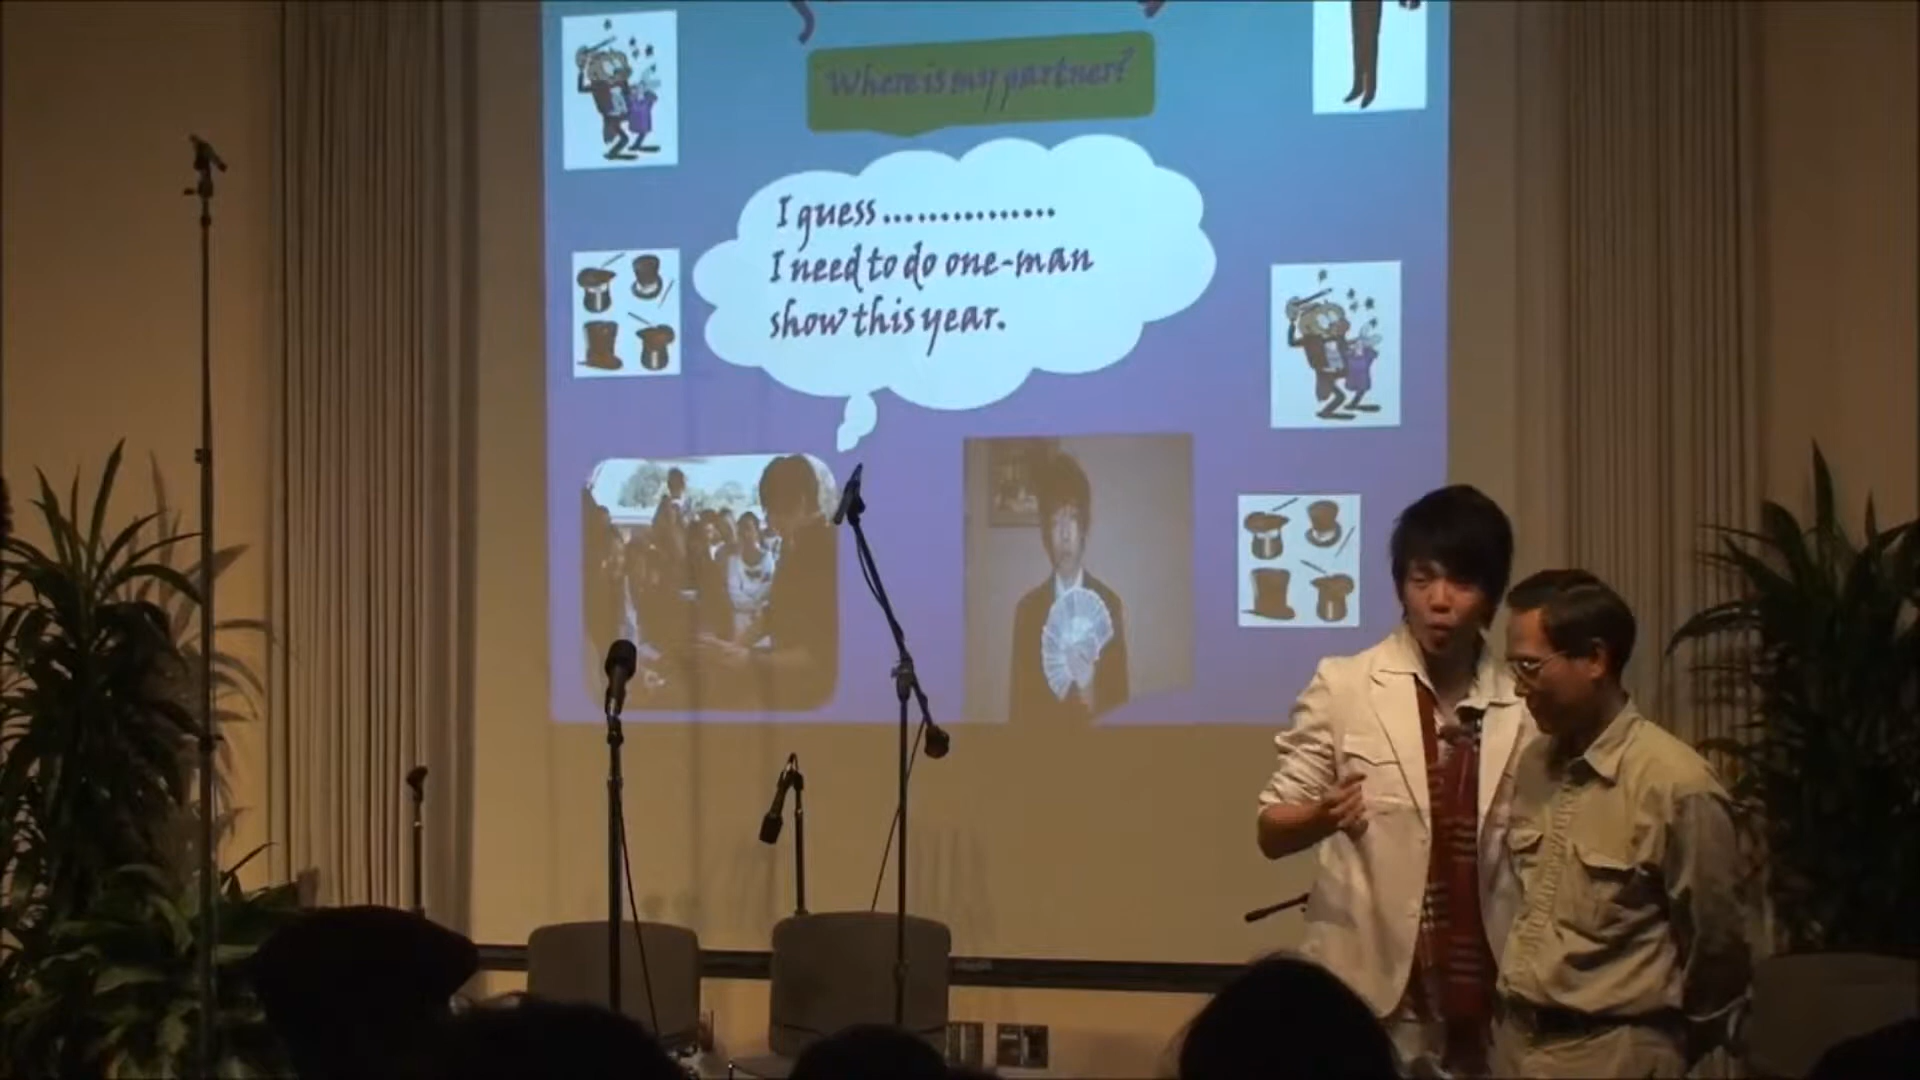 Where is my partner?
I guess...............
I need to do one-man
show this year.